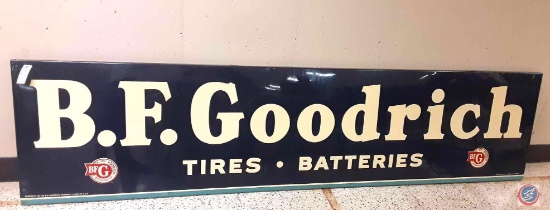 B.F. Goodrich
TIRES • BATTERIES
BFG
BFG